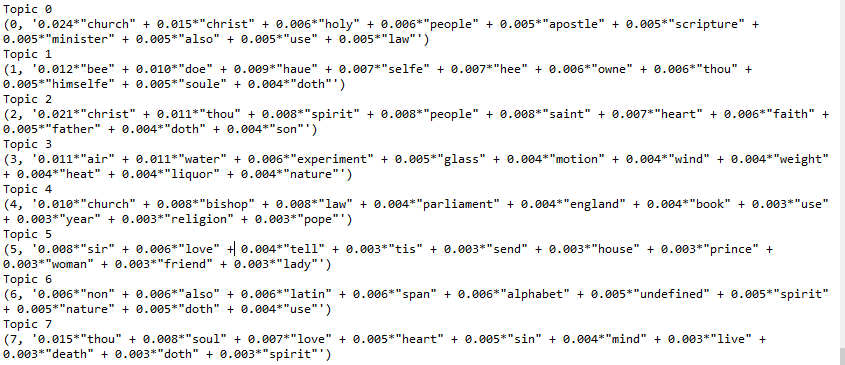 Topic 0
(0, '0.024*"church" + 0.015*"christ" + 0.006*"holy" + 0.006*"people" + 0.005*"apostle" + 0.005*"scripture" +
0.005*"minister" + 0.005*"also" + 0.005*"use" + 0.005*"law"')
Topic 1
(1, '0.012*"bee" + 0.010*"doe" + 0.009*"haue" + 0.007*"selfe" + 0.007*"hee" + 0.006*"owne" + 0.006*"thou" +
0.005*"himselfe" + 0.005*"soule" + 0.004*"doth"')
Topic 2
(2, '0.021*"christ" + 0.011*"thou" + 0.008*"spirit" + 0.008*"people" + 0.008*"saint" + 0.007*"heart" + 0.006*"faith" +
0.005*"father" + 0.004*"doth" + 0.004*"son"')
Topic 3
(3, '0.011*"air" + 0.011*"water" + 0.006*"experiment" + 0.005*"glass" + 0.004*"motion" + 0.004*"wind" + 0.004*"weight"
+ 0.004*"heat" + 0.004*"liquor" + 0.004*"nature"')
Topic 4
(4, '0.010*"church" + 0.008*"bishop" + 0.008*"law" + 0.004*"parliament" + 0.004*"england" + 0.004*"book" + 0.003*"use"
+ 0.003*"year" + 0.003*"religion" + 0.003*"pope"')
Topic 5
(5, '0.008*"sir" + 0.006*"love" + 0.004*"tell" + 0.003*"tis" + 0.003*"send" + 0.003*"house" + 0.003*"prince" +
0.003*"woman" + 0.003*"friend" + 0.003*"lady"')
Topic 6
(6, '0.006*"non" + 0.006*"also" + 0.006*"latin" + 0.006*"span" + 0.006*"alphabet" + 0.005*"undefined" + 0.005*"spirit"
+ 0.005*"nature" + 0.005*"doth" + 0.004*"use"')
Topic 7
(7, '0.015*"thou" + 0.008*"soul" + 0.007*"love" + 0.005*"heart" + 0.005*"sin" + 0.004*"mind" + 0.003*"live" +
0.003*"death" + 0.003*"doth" + 0.003*"spirit"')